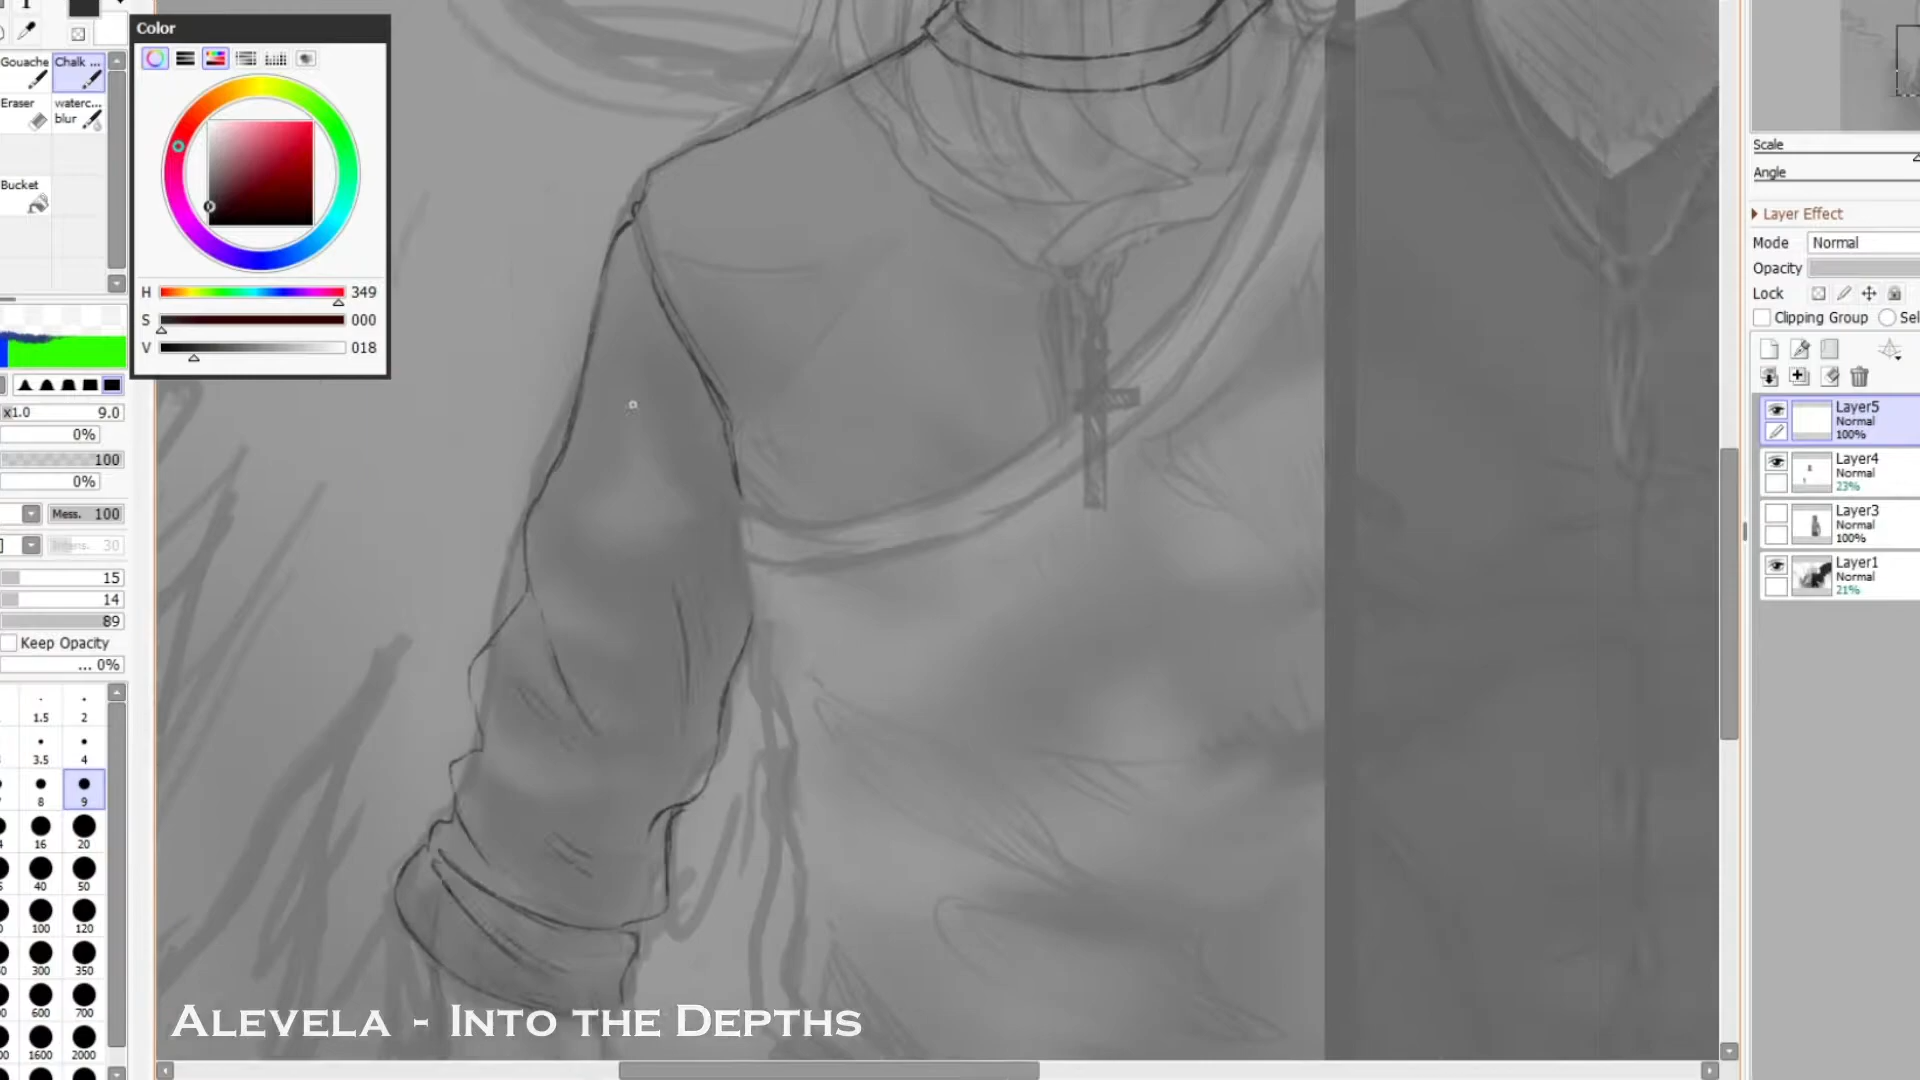 Color
Gouache
Chalk ...
Eraser
waterc...
blur
Bucket
H 349
S 000
V 018
x1.0 9.0
0%
100
0%
Mess. 100
30
15
14
89
Keep Opacity
... 0%
1.5 2
3.5 4
8 9
16 20
40 50
100 120
300 350
600 700
1600 2000
Scale
Angle
Layer Effect
Mode Normal
Opacity
Lock
Clipping Group Sel
Layer5
Normal
100%
Layer4
Normal
23%
Layer3
Normal
100%
Layer1
Normal
21%
Alevela - Into the Depths